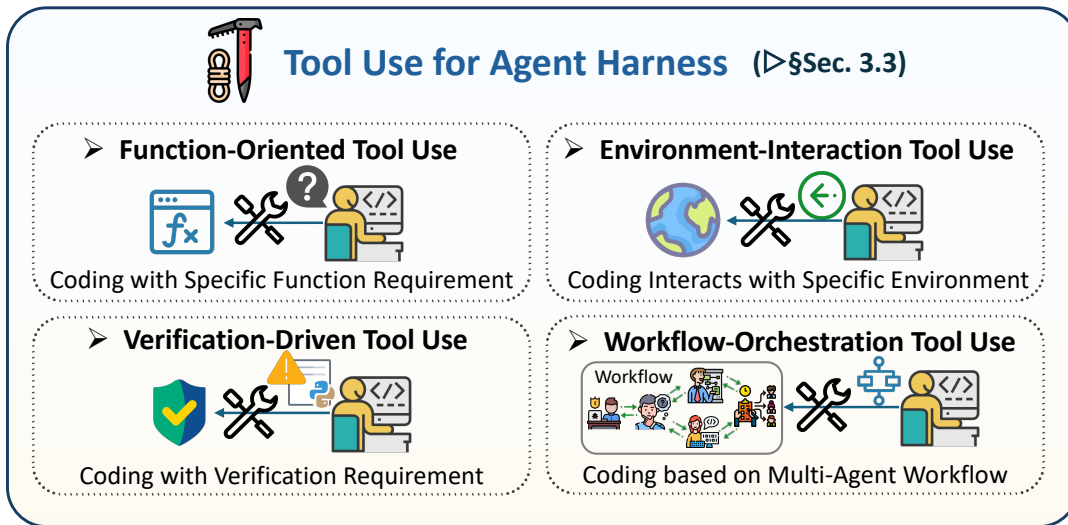 Tool Use for Agent Harness (▷§Sec. 3.3)
➢ Function-Oriented Tool Use
?
</>
fx
Coding with Specific Function Requirement
➢ Environment-Interaction Tool Use
</>
Coding Interacts with Specific Environment
➢ Verification-Driven Tool Use
</>
Coding with Verification Requirement
➢ Workflow-Orchestration Tool Use
Workflow
</>
Coding based on Multi-Agent Workflow